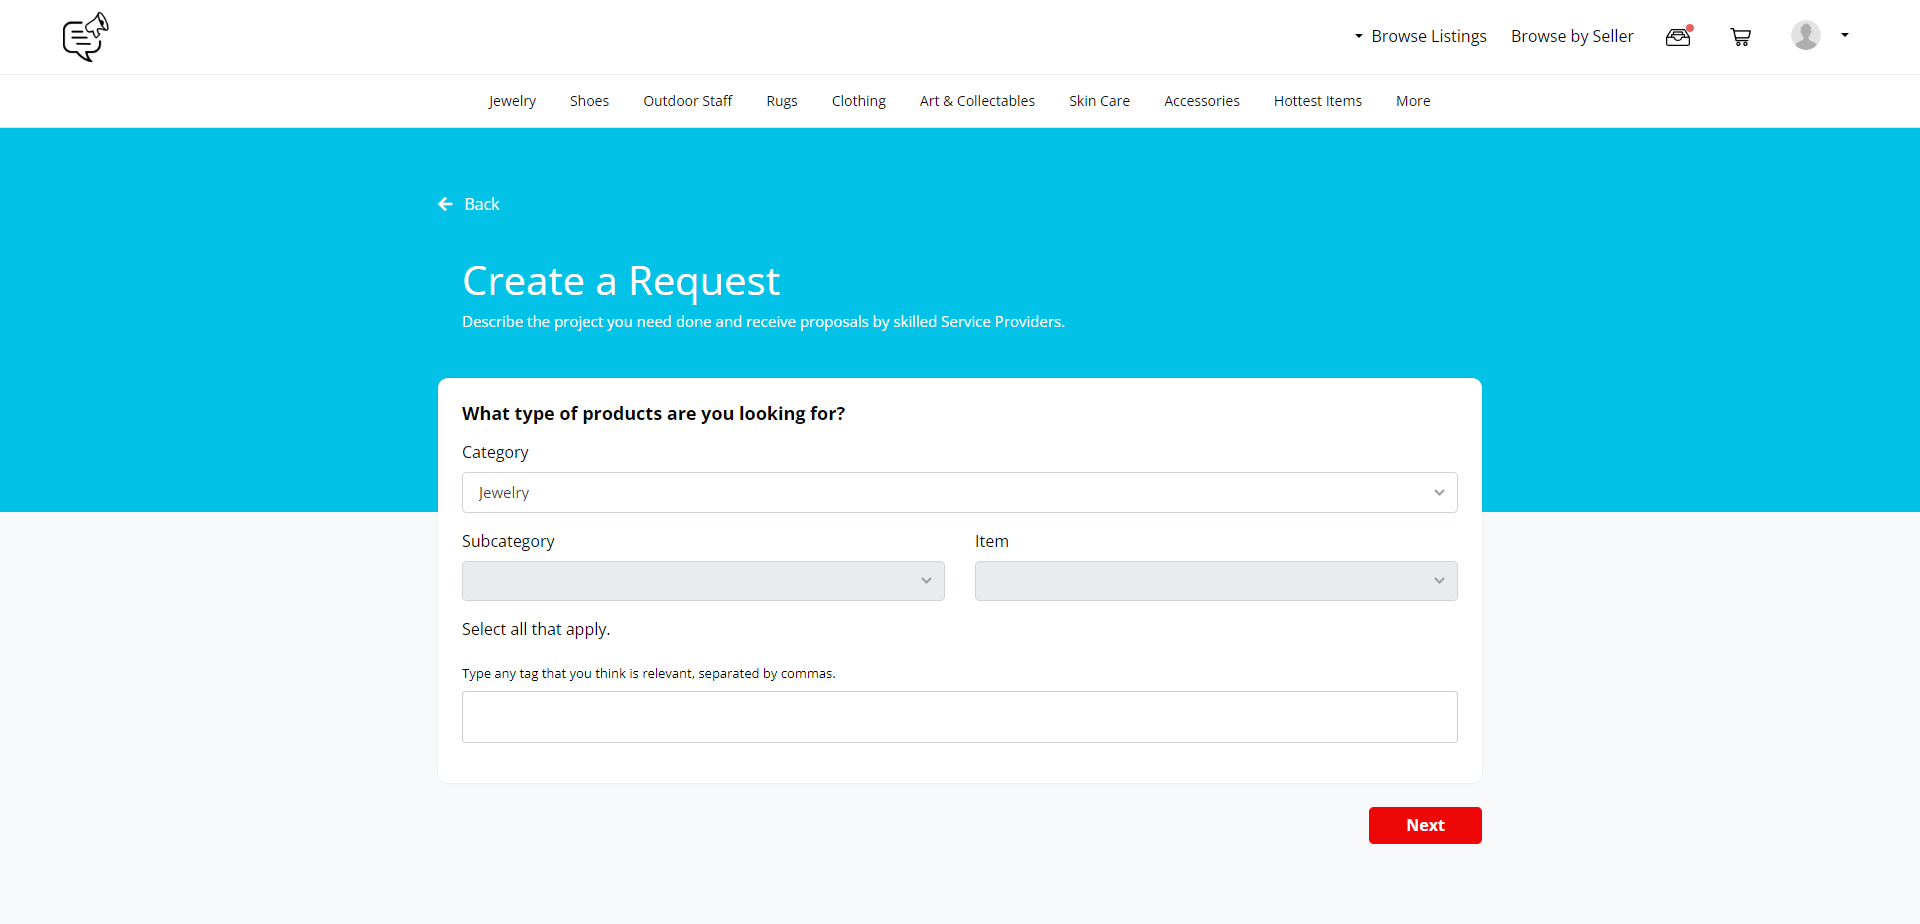 Browse Listings Browse by Seller
Jewelry Shoes Outdoor Staff Rugs Clothing Art & Collectables Skin Care Accessories Hottest Items More
Back
Create a Request
Describe the project you need done and receive proposals by skilled Service Providers.
What type of products are you looking for?
Category
Jewelry
Subcategory Item
Select all that apply.
Type any tag that you think is relevant, separated by commas.
Next